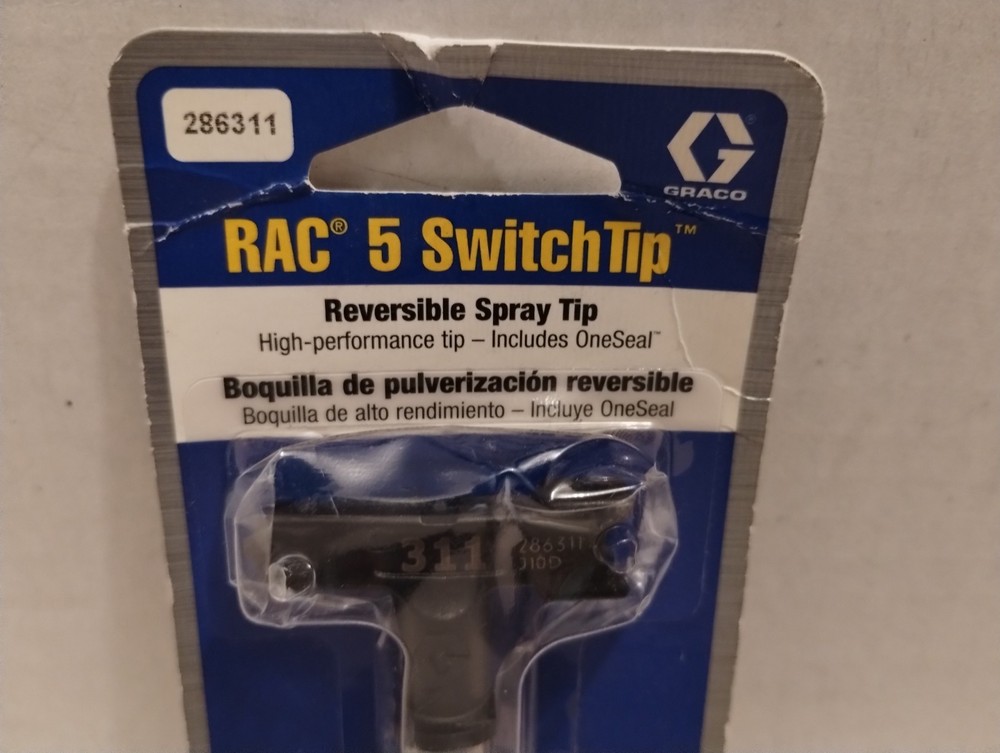 286311
GRACO
RAC® 5 SwitchTip™
Reversible Spray Tip
High-performance tip – Includes OneSeal™
Boquilla de pulverización reversible
Boquilla de alto rendimiento – Incluye OneSeal
311
286311
J10D